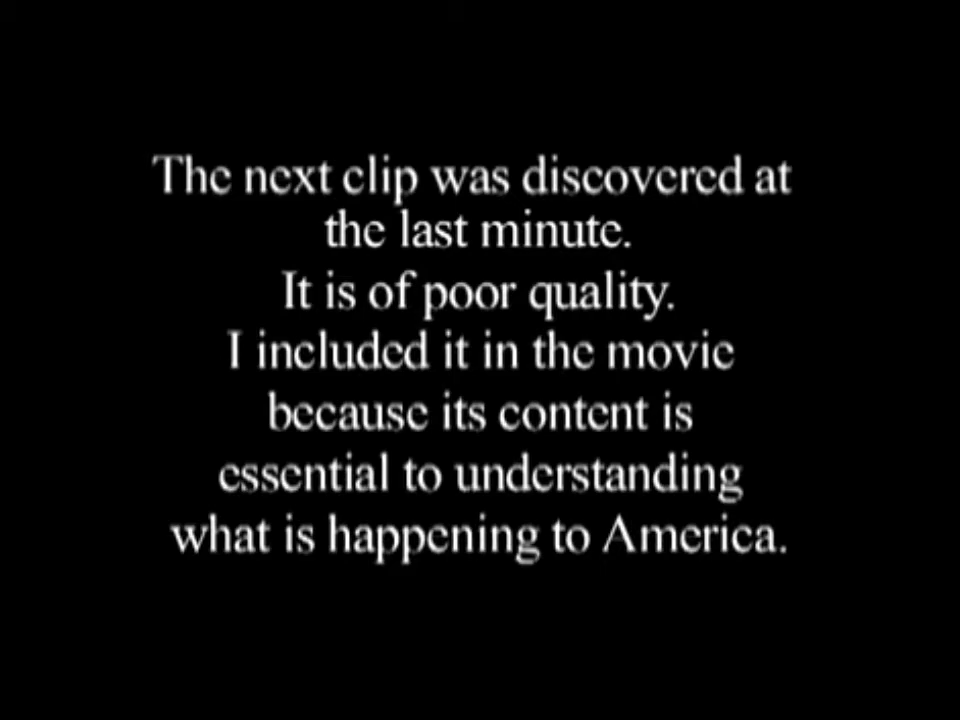 The next clip was discovered at
the last minute.
It is of poor quality.
I included it in the movie
because its content is
essential to understanding
what is happening to America.